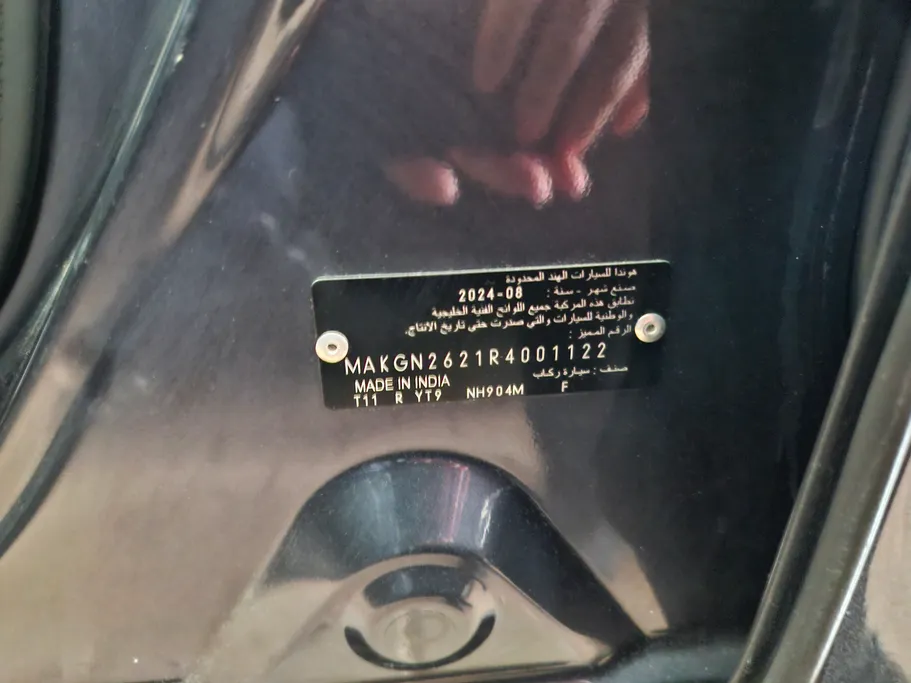 هوندا للسيارات الهند المحدودة
صنع شهر - سنة : 2024-08
تطابق هذه المركبة جميع اللوائح الفنية الخليجية
والوطنية للسيارات والتي صدرت حتى تاريخ الانتاج.
الرقم المميز :
MAKGN2621R4001122
صنف : سيارة ركاب
MADE IN INDIA
T11 R YT9 NH904M F